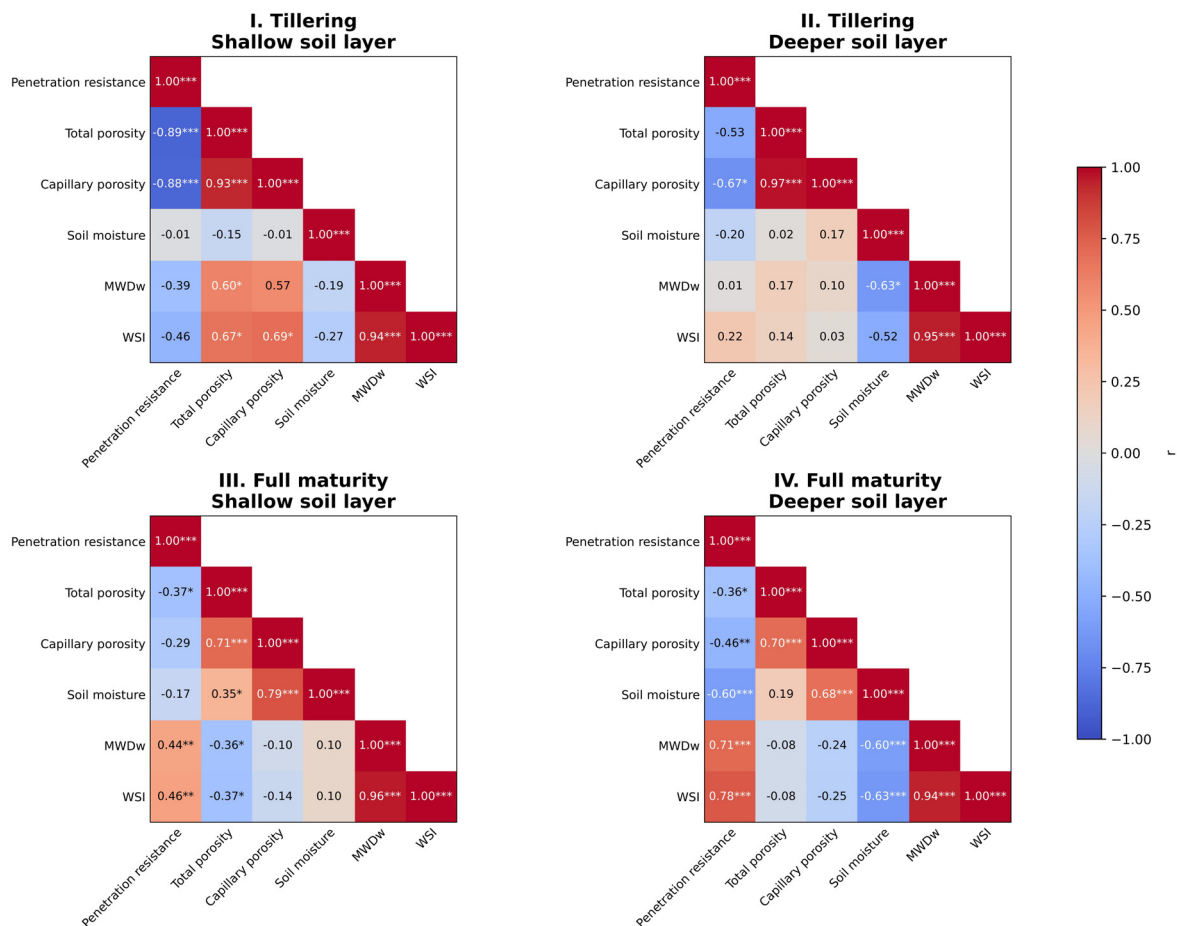 I. Tillering
Shallow soil layer
Penetration resistance 1.00***
Total porosity -0.89*** 1.00***
Capillary porosity -0.88*** 0.93*** 1.00***
Soil moisture -0.01 -0.15 -0.01 1.00***
MWDw -0.39 0.60* 0.57 -0.19 1.00***
WSI -0.46 0.67* 0.69* -0.27 0.94*** 1.00***
Penetration resistance Total porosity Capillary porosity Soil moisture MWDw WSI
II. Tillering
Deeper soil layer
Penetration resistance 1.00***
Total porosity -0.53 1.00***
Capillary porosity -0.67* 0.97*** 1.00***
Soil moisture -0.20 0.02 0.17 1.00***
MWDw 0.01 0.17 0.10 -0.63* 1.00***
WSI 0.22 0.14 0.03 -0.52 0.95*** 1.00***
Penetration resistance Total porosity Capillary porosity Soil moisture MWDw WSI
III. Full maturity
Shallow soil layer
Penetration resistance 1.00***
Total porosity -0.37* 1.00***
Capillary porosity -0.29 0.71*** 1.00***
Soil moisture -0.17 0.35* 0.79*** 1.00***
MWDw 0.44** -0.36* -0.10 0.10 1.00***
WSI 0.46** -0.37* -0.14 0.10 0.96*** 1.00***
Penetration resistance Total porosity Capillary porosity Soil moisture MWDw WSI
IV. Full maturity
Deeper soil layer
Penetration resistance 1.00***
Total porosity -0.36* 1.00***
Capillary porosity -0.46** 0.70*** 1.00***
Soil moisture -0.60*** 0.19 0.68*** 1.00***
MWDw 0.71*** -0.08 -0.24 -0.60*** 1.00***
WSI 0.78*** -0.08 -0.25 -0.63*** 0.94*** 1.00***
Penetration resistance Total porosity Capillary porosity Soil moisture MWDw WSI
1.00
0.75
0.50
0.25
0.00
−0.25
−0.50
−0.75
−1.00
r